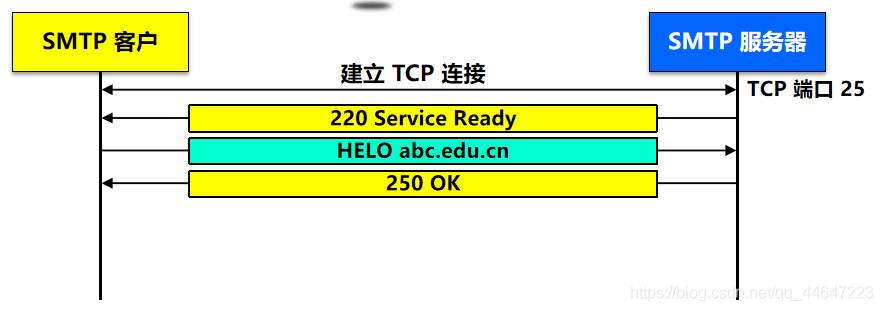 SMTP 客户
SMTP 服务器
建立 TCP 连接
TCP 端口 25
220 Service Ready
HELO abc.edu.cn
250 OK
https://blog.csdn.net/qq_44647223